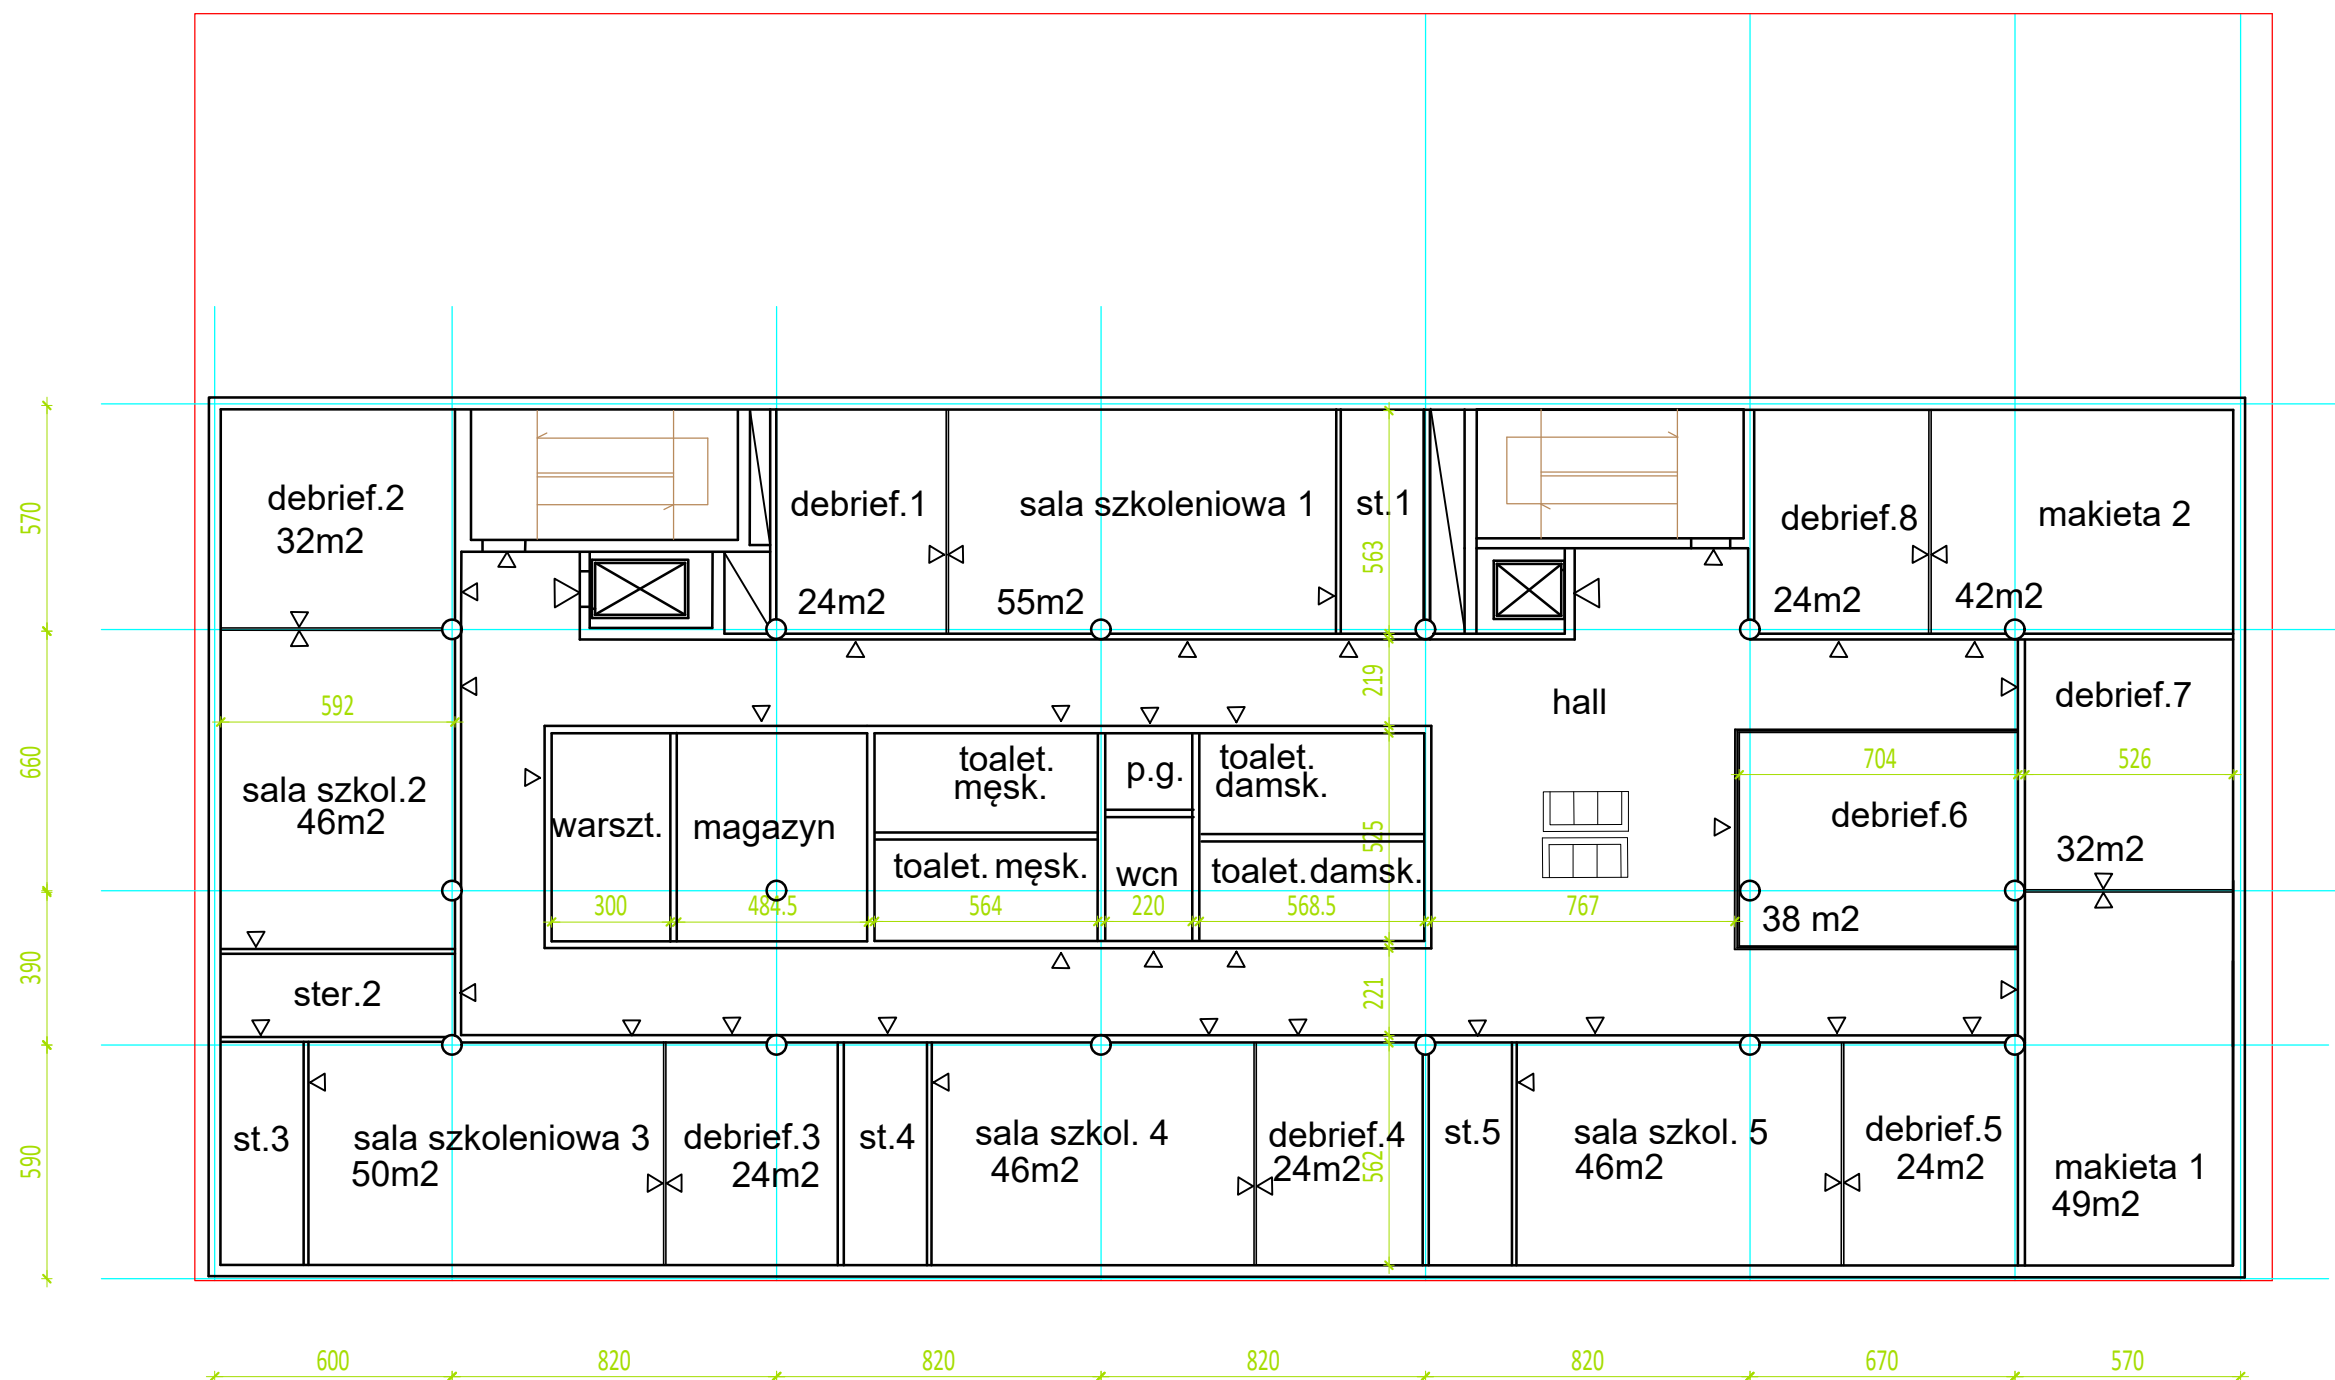 debrief.2
32m2
debrief.1
24m2
sala szkoleniowa 1
55m2
st.1
debrief.8
24m2
makieta 2
42m2
570
563
219
hall
debrief.7
32m2
592
660
sala szkol.2
46m2
warszt.
magazyn
toalet.
męsk.
toalet. męsk.
p.g.
wcn
toalet.
damsk.
toalet.damsk.
525
704
526
debrief.6
38 m2
300
484.5
564
220
568.5
767
390
ster.2
221
590
st.3
sala szkoleniowa 3
50m2
debrief.3
24m2
st.4
sala szkol. 4
46m2
debrief.4
24m2
562
st.5
sala szkol. 5
46m2
debrief.5
24m2
makieta 1
49m2
600
820
820
820
820
670
570